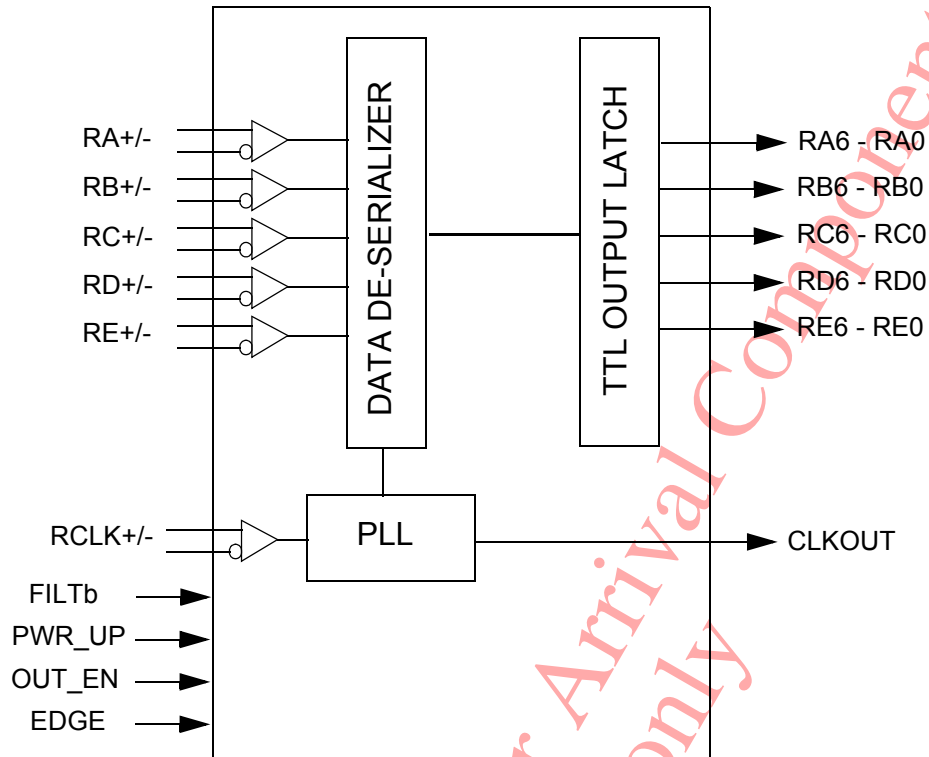 RA+/-
RB+/-
RC+/-
RD+/-
RE+/-
DATA DE-SERIALIZER
TTL OUTPUT LATCH
RA6 - RA0
RB6 - RB0
RC6 - RC0
RD6 - RD0
RE6 - RE0
RCLK+/-
PLL
CLKOUT
FILTb
PWR_UP
OUT_EN
EDGE
Arrival
only